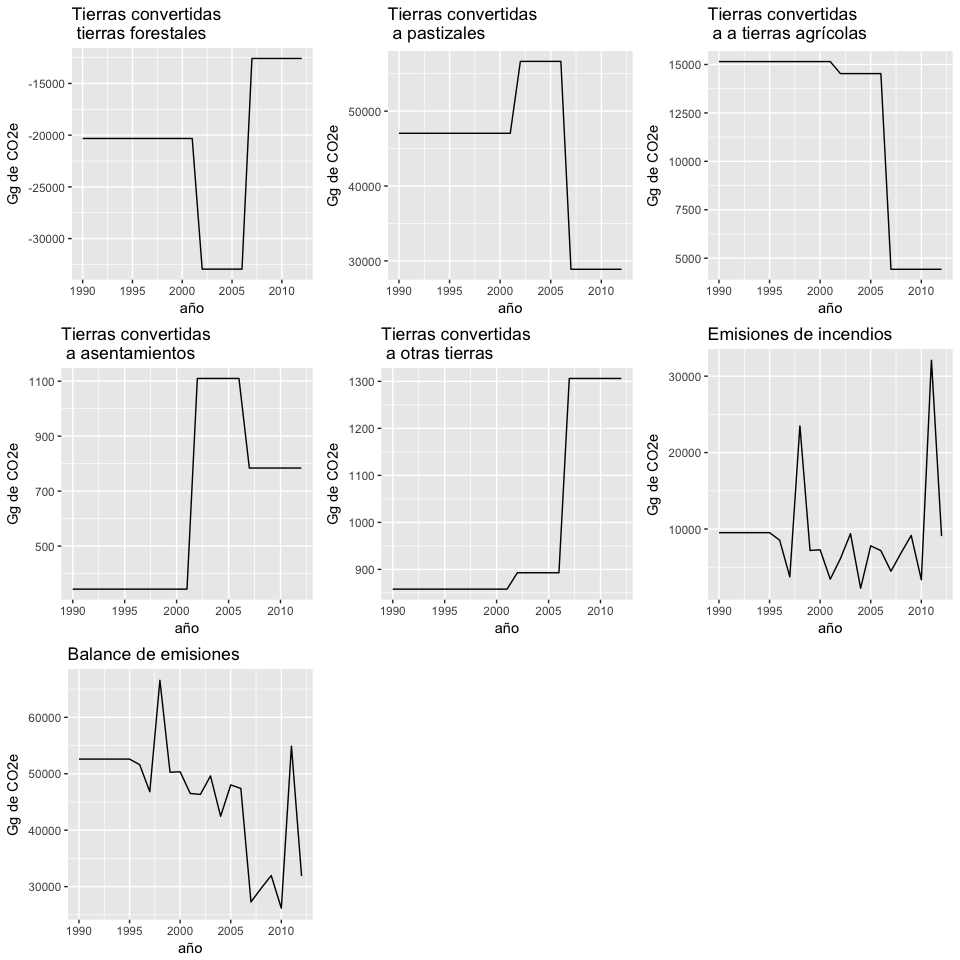 Tierras convertidas
tierras forestales
-15000
-20000
-25000
-30000
Gg de CO2e
1990 1995 2000 2005 2010
año
Tierras convertidas
a pastizales
50000
40000
30000
Gg de CO2e
1990 1995 2000 2005 2010
año
Tierras convertidas
a a tierras agrícolas
15000
12500
10000
7500
5000
Gg de CO2e
1990 1995 2000 2005 2010
año
Tierras convertidas
a asentamientos
1100
900
700
500
Gg de CO2e
1990 1995 2000 2005 2010
año
Tierras convertidas
a otras tierras
1300
1200
1100
1000
900
Gg de CO2e
1990 1995 2000 2005 2010
año
Emisiones de incendios
30000
20000
10000
Gg de CO2e
1990 1995 2000 2005 2010
año
Balance de emisiones
60000
50000
40000
30000
Gg de CO2e
1990 1995 2000 2005 2010
año